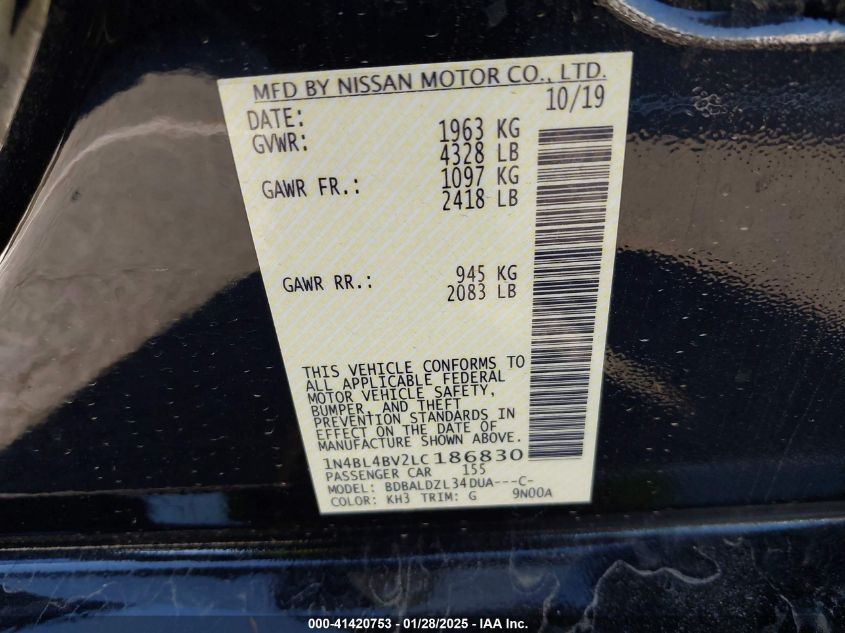 MFD BY NISSAN MOTOR CO., LTD.
DATE: 10/19
GVWR: 1963 KG
4328 LB
GAWR FR.: 1097 KG
2418 LB
GAWR RR.: 945 KG
2083 LB
THIS VEHICLE CONFORMS TO
ALL APPLICABLE FEDERAL
MOTOR VEHICLE SAFETY,
BUMPER, AND THEFT
PREVENTION STANDARDS IN
EFFECT ON THE DATE OF
MANUFACTURE SHOWN ABOVE.
1N4BL4BV2LC186830
PASSENGER CAR 155
MODEL: BDBALDZL34DUA---C-
COLOR: KH3 TRIM: G 9N00A
000-41420753 - 01/28/2025 - IAA Inc.